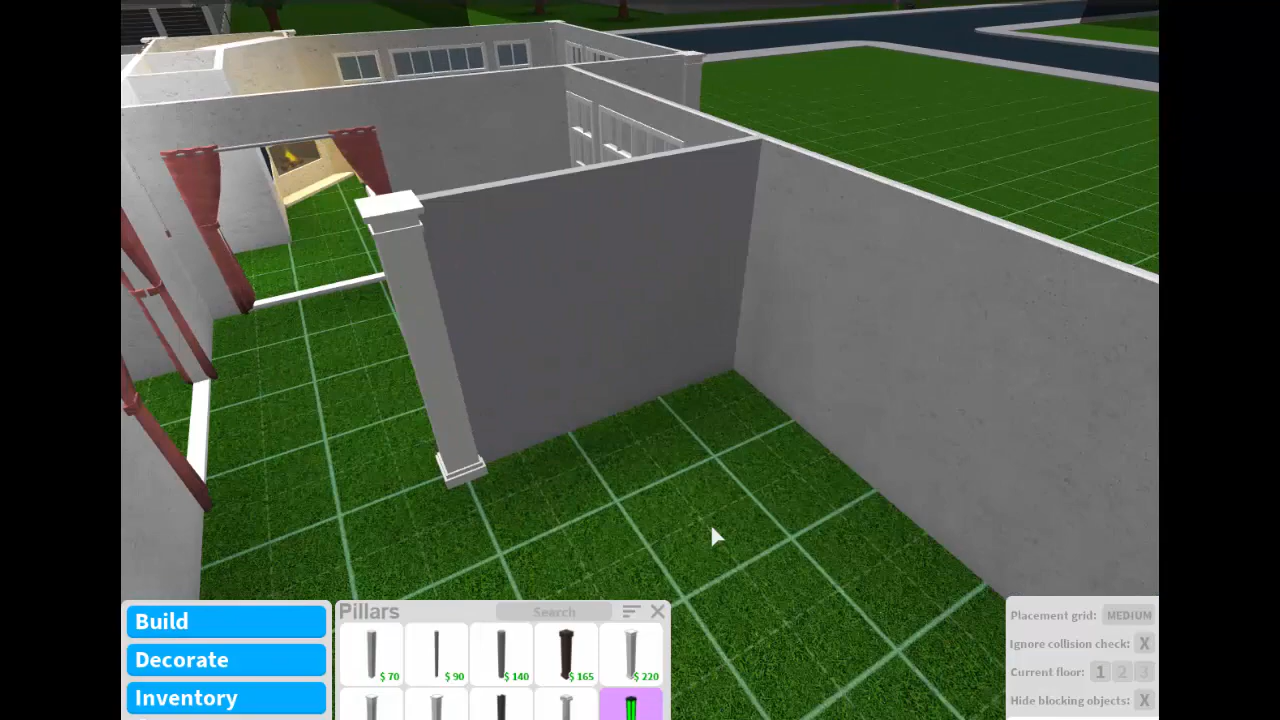 Build
Decorate
Inventory
Pillars
Search
$ 70
$ 90
$ 140
$ 165
$ 220
Placement grid: MEDIUM
Ignore collision check: X
Current floor: 1 2 3
Hide blocking objects: X